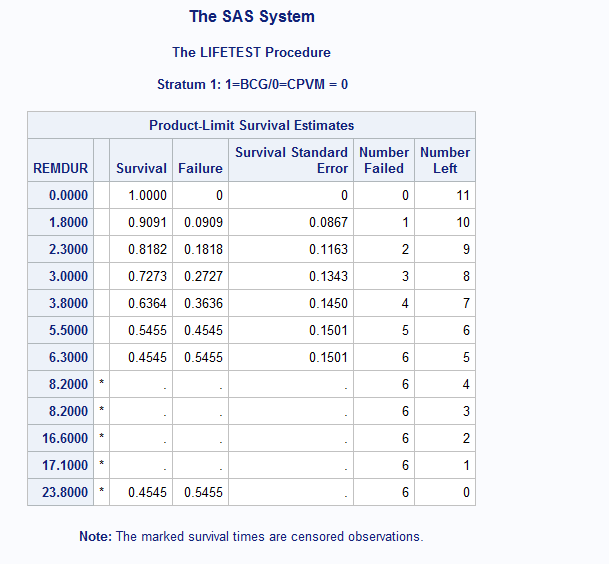 The SAS System
The LIFETEST Procedure
Stratum 1: 1=BCG/0=CPVM = 0
Product-Limit Survival Estimates
REMDUR Survival Failure Survival Standard Error Number Failed Number Left
0.0000 1.0000 0 0 0 11
1.8000 0.9091 0.0909 0.0867 1 10
2.3000 0.8182 0.1818 0.1163 2 9
3.0000 0.7273 0.2727 0.1343 3 8
3.8000 0.6364 0.3636 0.1450 4 7
5.5000 0.5455 0.4545 0.1501 5 6
6.3000 0.4545 0.5455 0.1501 6 5
8.2000 * . . . 6 4
8.2000 * . . . 6 3
16.6000 * . . . 6 2
17.1000 * . . . 6 1
23.8000 * 0.4545 0.5455 . 6 0
Note: The marked survival times are censored observations.